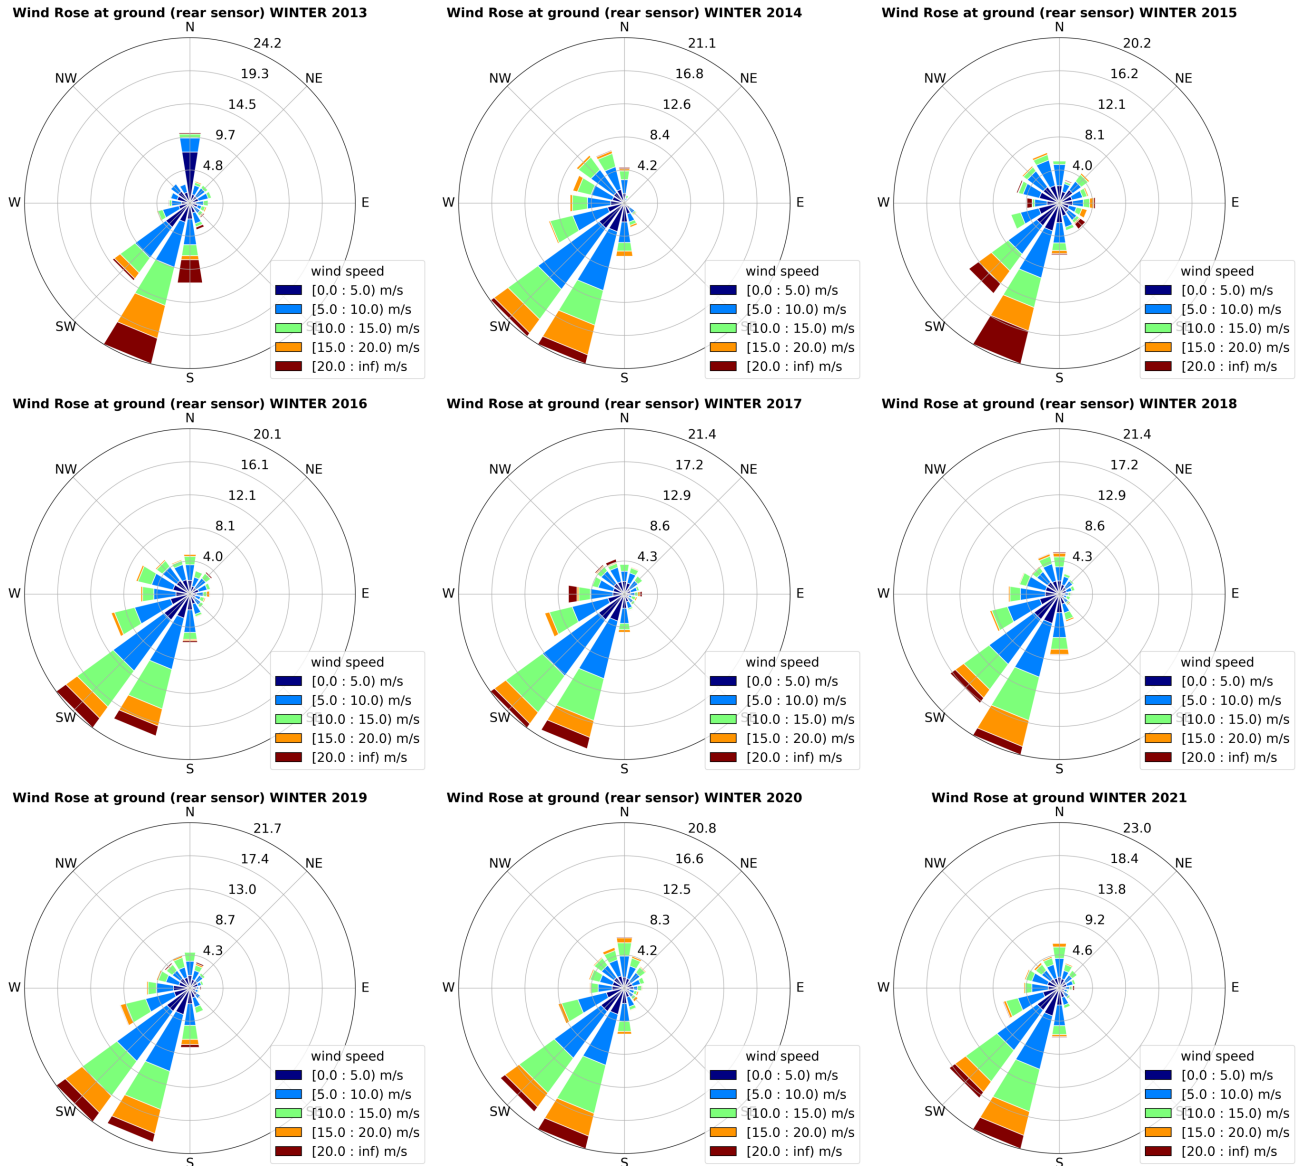 Wind Rose at ground (rear sensor) WINTER 2013
N
24.2
19.3
14.5
9.7
4.8
NW
NE
W
E
SW
S
wind speed
[0.0 : 5.0) m/s
[5.0 : 10.0) m/s
[10.0 : 15.0) m/s
[15.0 : 20.0) m/s
[20.0 : inf) m/s
Wind Rose at ground (rear sensor) WINTER 2014
N
21.1
16.8
12.6
8.4
4.2
NW
NE
W
E
SW
S
wind speed
[0.0 : 5.0) m/s
[5.0 : 10.0) m/s
[10.0 : 15.0) m/s
[15.0 : 20.0) m/s
[20.0 : inf) m/s
Wind Rose at ground (rear sensor) WINTER 2015
N
20.2
16.2
12.1
8.1
4.0
NW
NE
W
E
SW
S
wind speed
[0.0 : 5.0) m/s
[5.0 : 10.0) m/s
[10.0 : 15.0) m/s
[15.0 : 20.0) m/s
[20.0 : inf) m/s
Wind Rose at ground (rear sensor) WINTER 2016
N
20.1
16.1
12.1
8.1
4.0
NW
NE
W
E
SW
S
wind speed
[0.0 : 5.0) m/s
[5.0 : 10.0) m/s
[10.0 : 15.0) m/s
[15.0 : 20.0) m/s
[20.0 : inf) m/s
Wind Rose at ground (rear sensor) WINTER 2017
N
21.4
17.2
12.9
8.6
4.3
NW
NE
W
E
SW
S
wind speed
[0.0 : 5.0) m/s
[5.0 : 10.0) m/s
[10.0 : 15.0) m/s
[15.0 : 20.0) m/s
[20.0 : inf) m/s
Wind Rose at ground (rear sensor) WINTER 2018
N
21.4
17.2
12.9
8.6
4.3
NW
NE
W
E
SW
S
wind speed
[0.0 : 5.0) m/s
[5.0 : 10.0) m/s
[10.0 : 15.0) m/s
[15.0 : 20.0) m/s
[20.0 : inf) m/s
Wind Rose at ground (rear sensor) WINTER 2019
N
21.7
17.4
13.0
8.7
4.3
NW
NE
W
E
SW
S
wind speed
[0.0 : 5.0) m/s
[5.0 : 10.0) m/s
[10.0 : 15.0) m/s
[15.0 : 20.0) m/s
[20.0 : inf) m/s
Wind Rose at ground (rear sensor) WINTER 2020
N
20.8
16.6
12.5
8.3
4.2
NW
NE
W
E
SW
S
wind speed
[0.0 : 5.0) m/s
[5.0 : 10.0) m/s
[10.0 : 15.0) m/s
[15.0 : 20.0) m/s
[20.0 : inf) m/s
Wind Rose at ground WINTER 2021
N
23.0
18.4
13.8
9.2
4.6
NW
NE
W
E
SW
S
wind speed
[0.0 : 5.0) m/s
[5.0 : 10.0) m/s
[10.0 : 15.0) m/s
[15.0 : 20.0) m/s
[20.0 : inf) m/s